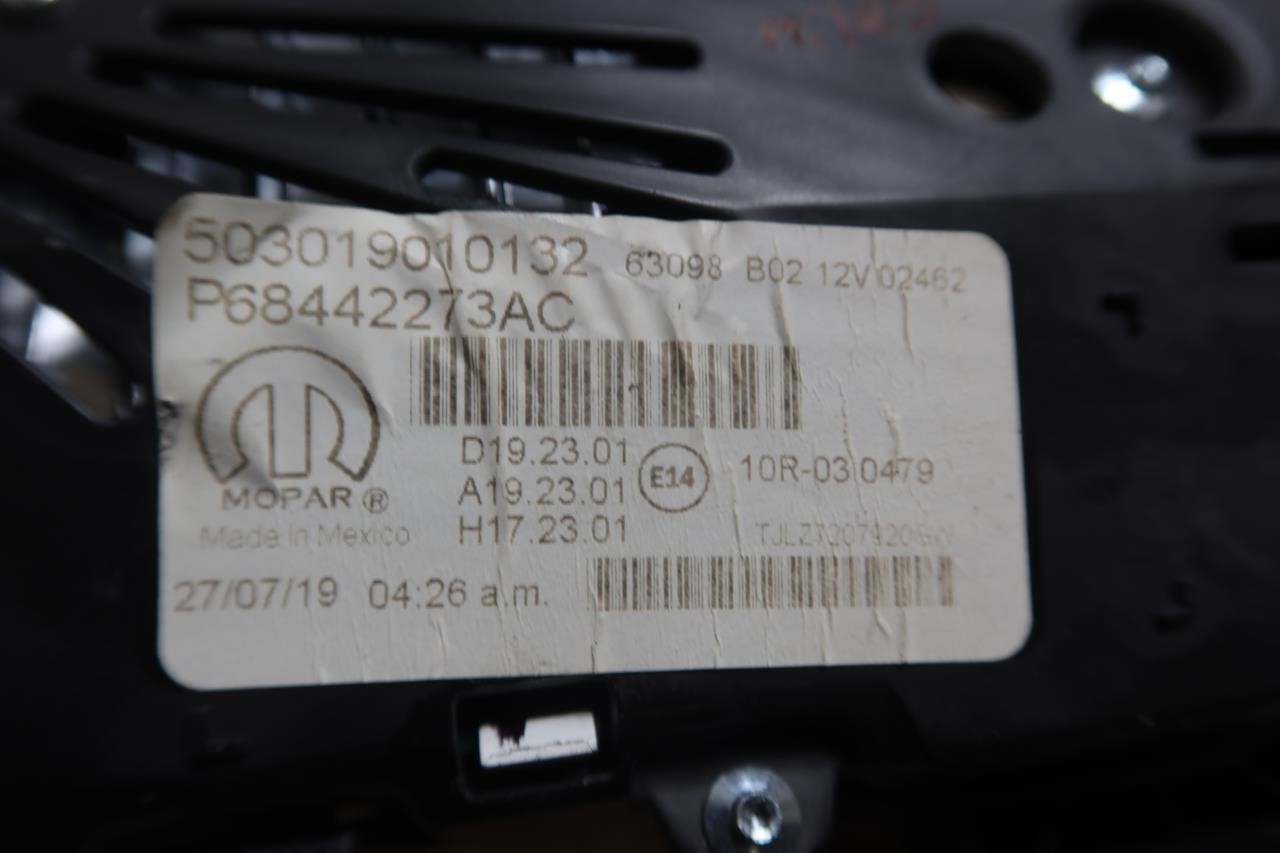 503019010132 63098 B02 12V 02462
P68442273AC
D19.23.01
A19.23.01 E14 10R-03 0479
MOPAR®
H17.23.01
Made In Mexico
27/07/19 04:26 a.m.